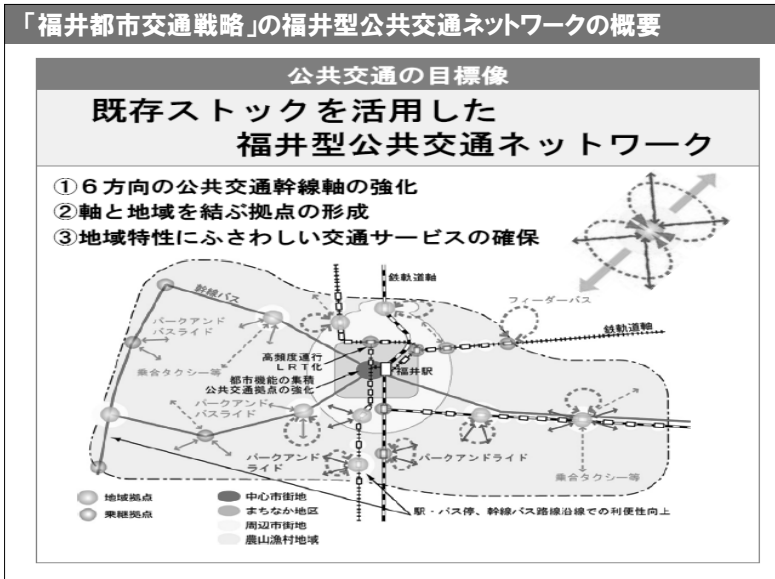 「福井都市交通戦略」の福井型公共交通ネットワークの概要
公共交通の目標像
既存ストックを活用した
福井型公共交通ネットワーク
①６方向の公共交通幹線軸の強化
②軸と地域を結ぶ拠点の形成
③地域特性にふさわしい交通サービスの確保
鉄軌道軸
幹線バス
フィーダーバス
パークアンド
バスライド
鉄軌道軸
高頻度運行
ＬＲＴ化
乗合タクシー等
都市機能の集積
公共交通拠点の強化
福井駅
パークアンド
バスライド
パークアンド
ライド
パークアンドライド
乗合タクシー等
地域拠点
乗継拠点
中心市街地
まちなか地区
周辺市街地
農山漁村地域
駅・バス停、幹線バス路線沿線での利便性向上